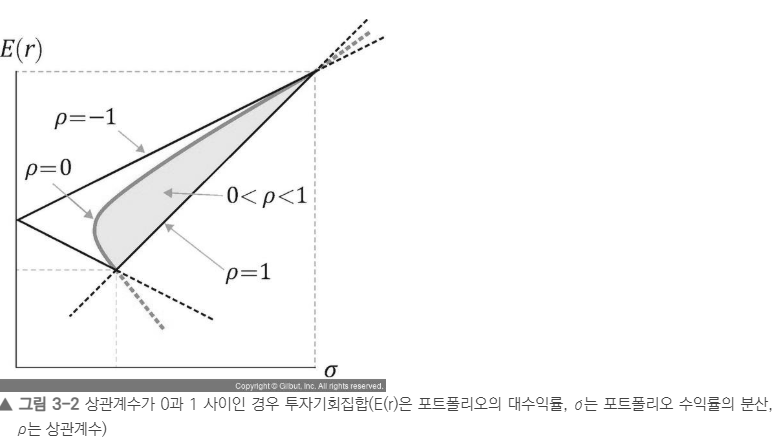 E(r)
ρ=−1
ρ=0
0< ρ<1
ρ=1
σ
Copyright © Gilbut, Inc. All rights reserved.
▲ 그림 3-2 상관계수가 0과 1 사이인 경우 투자기회집합(E(r)은 포트폴리오의 대수익률, σ는 포트폴리오 수익률의 분산,
ρ는 상관계수)